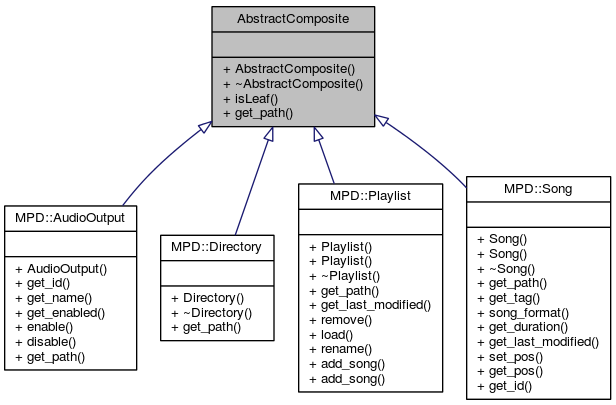 AbstractComposite
+ AbstractComposite()
+ ~AbstractComposite()
+ isLeaf()
+ get_path()
MPD::AudioOutput
+ AudioOutput()
+ get_id()
+ get_name()
+ get_enabled()
+ enable()
+ disable()
+ get_path()
MPD::Directory
+ Directory()
+ ~Directory()
+ get_path()
MPD::Playlist
+ Playlist()
+ Playlist()
+ ~Playlist()
+ get_path()
+ get_last_modified()
+ remove()
+ load()
+ rename()
+ add_song()
+ add_song()
MPD::Song
+ Song()
+ Song()
+ ~Song()
+ get_path()
+ get_tag()
+ song_format()
+ get_duration()
+ get_last_modified()
+ set_pos()
+ get_pos()
+ get_id()